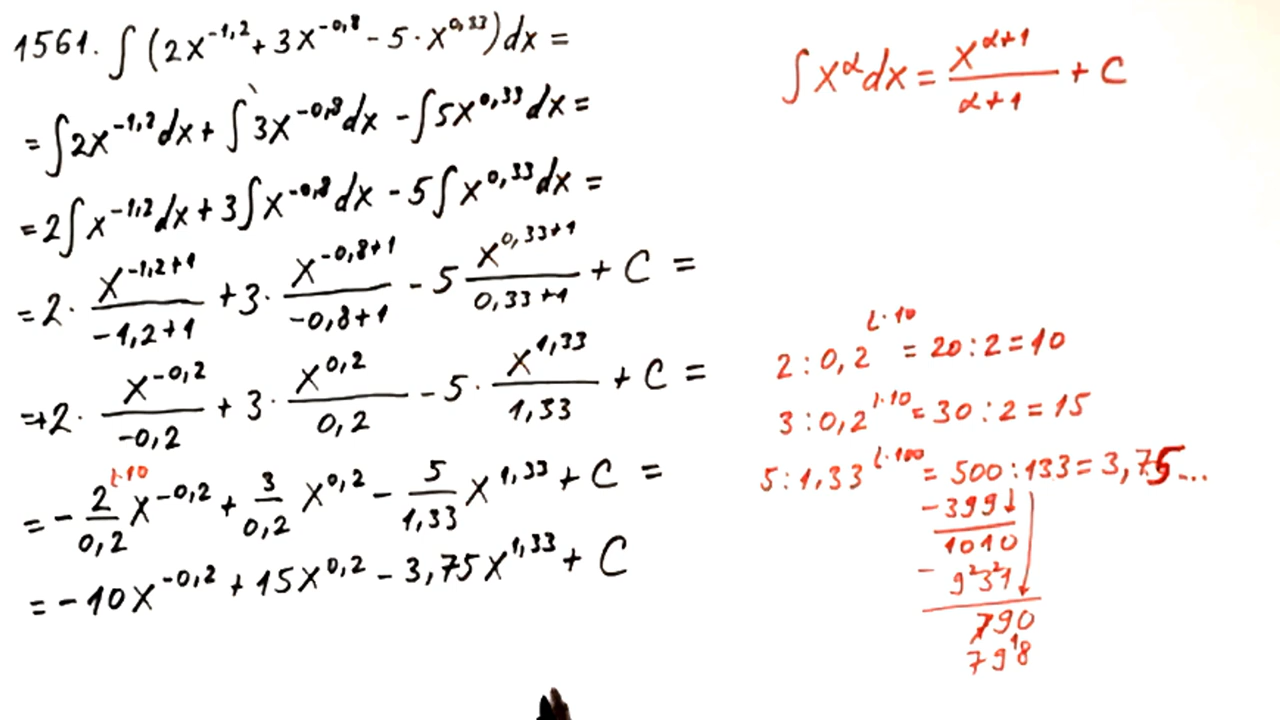 1561. ∫ (2x^-1,2 + 3x^-0,8 - 5 · x^0,33) dx =
= ∫ 2x^-1,2 dx + ∫ 3x^-0,8 dx - ∫ 5x^0,33 dx =
= 2 ∫ x^-1,2 dx + 3 ∫ x^-0,8 dx - 5 ∫ x^0,33 dx =
= 2 · x^-1,2+1 / -1,2+1 + 3 · x^-0,8+1 / -0,8+1 - 5 x^0,33+1 / 0,33+1 + C =
= 2 · x^-0,2 / -0,2 + 3 · x^0,2 / 0,2 - 5 · x^1,33 / 1,33 + C =
= - 2 / 0,2 x^-0,2 + 3 / 0,2 x^0,2 - 5 / 1,33 x^1,33 + C =
= -10x^-0,2 + 15x^0,2 - 3,75x^1,33 + C
∫ x^α dx = x^α+1 / α+1 + C
2 : 0,2 = 20 : 2 = 10
3 : 0,2 = 30 : 2 = 15
5 : 1,33 = 500 : 133 = 3,75...
- 399
1010
- 931
790